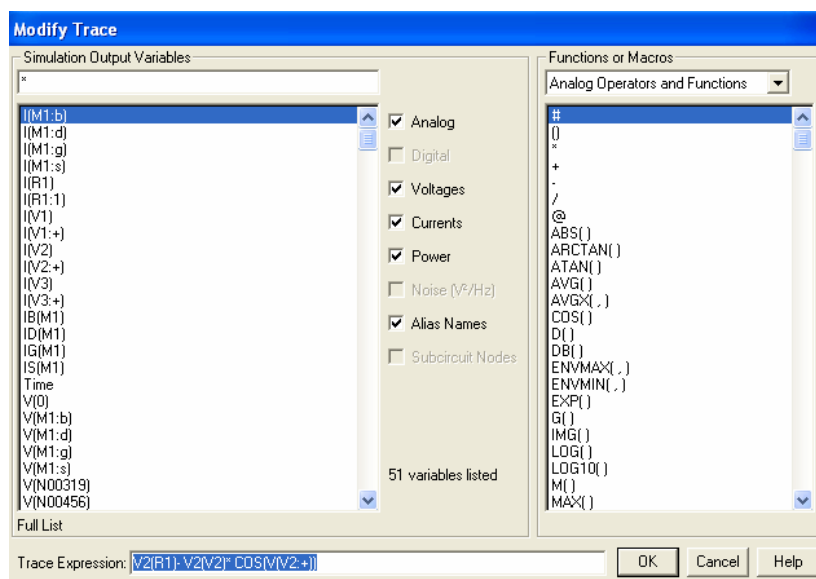 Modify Trace
Simulation Output Variables
*
I(M1:b)
I(M1:d)
I(M1:g)
I(M1:s)
I(R1)
I(R1:1)
I(V1)
I(V1:+)
I(V2)
I(V2:+)
I(V3)
I(V3:+)
IB(M1)
ID(M1)
IG(M1)
IS(M1)
Time
V(0)
V(M1:b)
V(M1:d)
V(M1:g)
V(M1:s)
V(N00319)
V(N00456)
Full List
Analog
Digital
Voltages
Currents
Power
Noise (V²/Hz)
Alias Names
Subcircuit Nodes
51 variables listed
Functions or Macros
Analog Operators and Functions
#
()
*
+
-
/
@
ABS( )
ARCTAN( )
ATAN( )
AVG( )
AVGX( , )
COS( )
D( )
DB( )
ENVMAX( , )
ENVMIN( , )
EXP( )
G( )
IMG( )
LOG( )
LOG10( )
M( )
MAX( )
Trace Expression: V2(R1)- V2(V2)* COS(V(V2:+))
OK Cancel Help